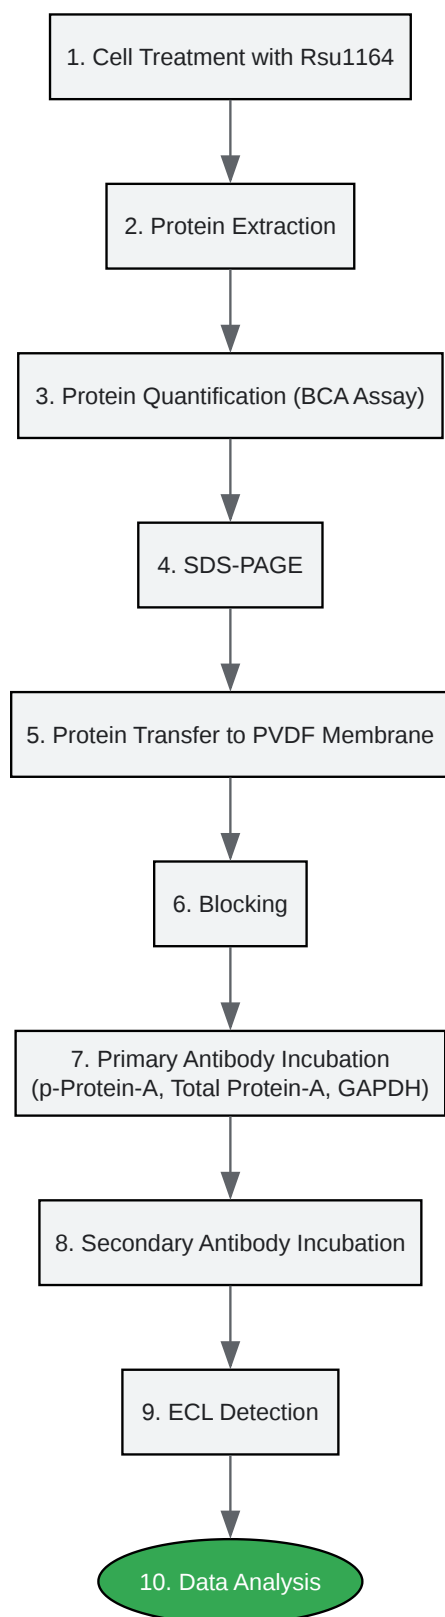 1. Cell Treatment with Rsu1164
2. Protein Extraction
3. Protein Quantification (BCA Assay)
4. SDS-PAGE
5. Protein Transfer to PVDF Membrane
6. Blocking
7. Primary Antibody Incubation
(p-Protein-A, Total Protein-A, GAPDH)
8. Secondary Antibody Incubation
9. ECL Detection
10. Data Analysis